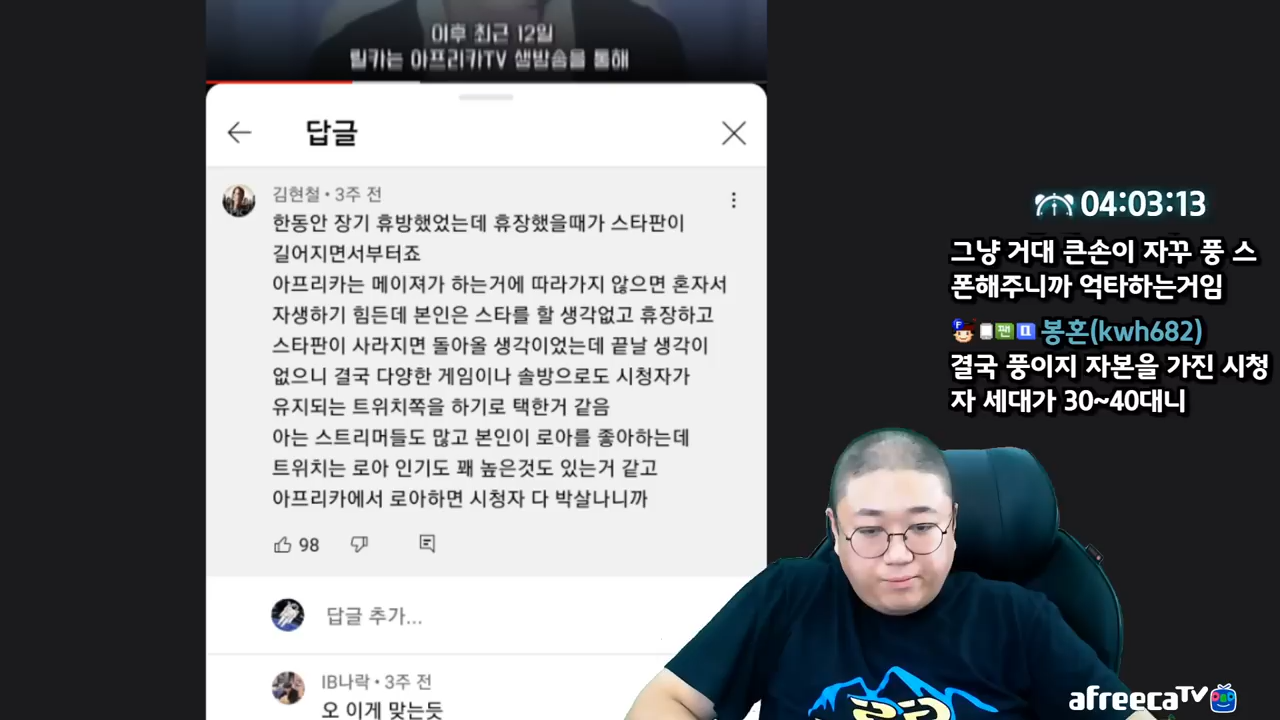 이후 최근 12일
릴카는 아프리카TV 생방송을 통해
답글
김현철 • 3주 전
한동안 장기 휴방했었는데 휴장했을때가 스타판이
길어지면서부터죠
아프리카는 메이져가 하는거에 따라가지 않으면 혼자서
자생하기 힘든데 본인은 스타를 할 생각없고 휴장하고
스타판이 사라지면 돌아올 생각이었는데 끝날 생각이
없으니 결국 다양한 게임이나 솔방으로도 시청자가
유지되는 트위치쪽을 하기로 택한거 같음
아는 스트리머들도 많고 본인이 로아를 좋아하는데
트위치는 로아 인기도 꽤 높은것도 있는거 같고
아프리카에서 로아하면 시청자 다 박살나니까
98
답글 추가...
IB나락 • 3주 전
오 이게 맞는듯
04:03:13
그냥 거대 큰손이 자꾸 풍 스
폰해주니까 억타하는거임
F 팬 봉혼(kwh682)
결국 풍이지 자본을 가진 시청
자 세대가 30~40대니
afreecaTV